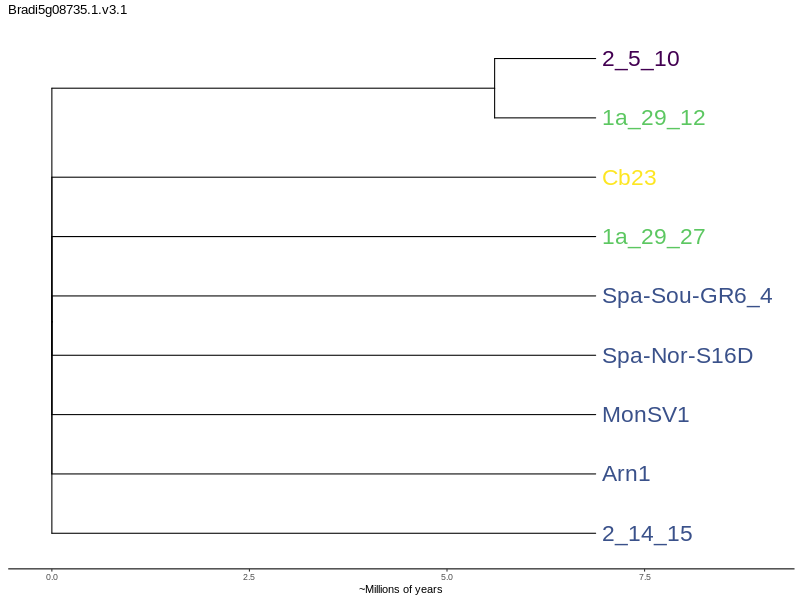 Bradi5g08735.1.v3.1
2_5_10
1a_29_12
Cb23
1a_29_27
Spa-Sou-GR6_4
Spa-Nor-S16D
MonSV1
Arn1
2_14_15
0.0 2.5 5.0 7.5
~Millions of years